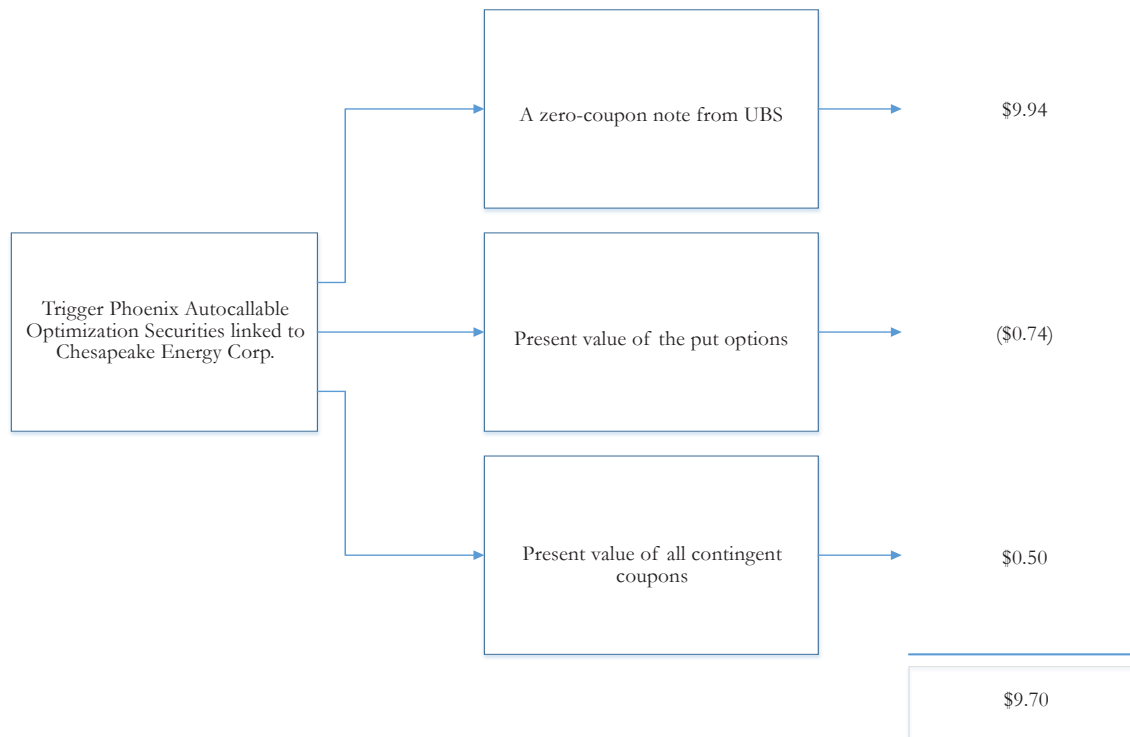 A zero-coupon note from UBS
$9.94
Trigger Phoenix Autocallable
Optimization Securities linked to
Chesapeake Energy Corp.
Present value of the put options
($0.74)
Present value of all contingent
coupons
$0.50
$9.70